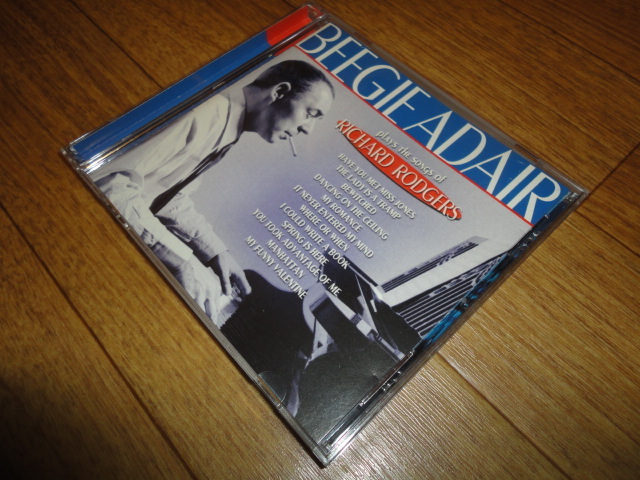 BEEGIE ADAIR
plays the songs of
RICHARD RODGERS
HAVE YOU MET MISS JONES
THE LADY IS A TRAMP
BEWITCHED
DANCING ON THE CEILING
MY ROMANCE
IT NEVER ENTERED MY MIND
WHERE OR WHEN
I COULD WRITE A BOOK
SPRING IS HERE
YOU TOOK ADVANTAGE OF ME
MANHATTAN
MY FUNNY VALENTINE